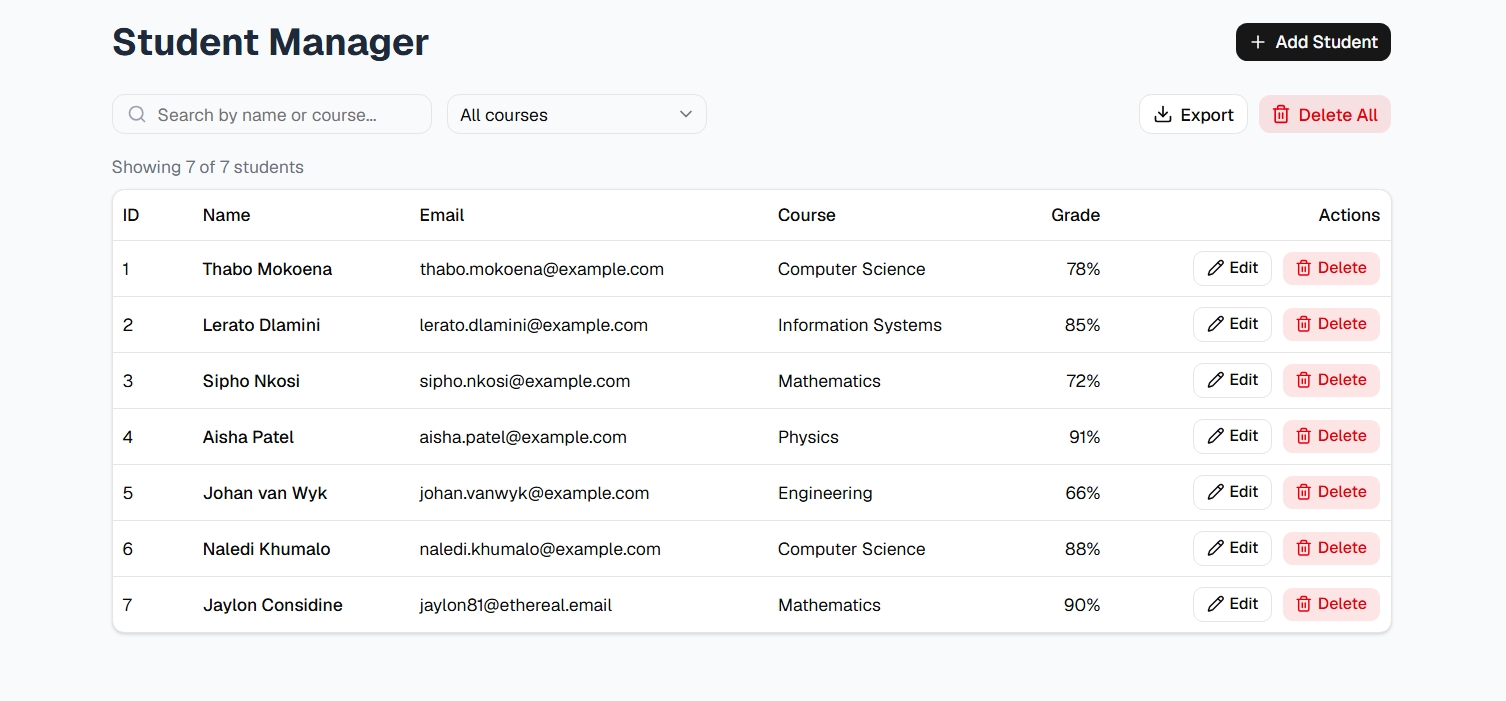 Student Manager
Add Student
Search by name or course...
All courses
Export
Delete All
Showing 7 of 7 students
ID Name Email Course Grade Actions
1 Thabo Mokoena thabo.mokoena@example.com Computer Science 78% Edit Delete
2 Lerato Dlamini lerato.dlamini@example.com Information Systems 85% Edit Delete
3 Sipho Nkosi sipho.nkosi@example.com Mathematics 72% Edit Delete
4 Aisha Patel aisha.patel@example.com Physics 91% Edit Delete
5 Johan van Wyk johan.vanwyk@example.com Engineering 66% Edit Delete
6 Naledi Khumalo naledi.khumalo@example.com Computer Science 88% Edit Delete
7 Jaylon Considine jaylon81@ethereal.email Mathematics 90% Edit Delete